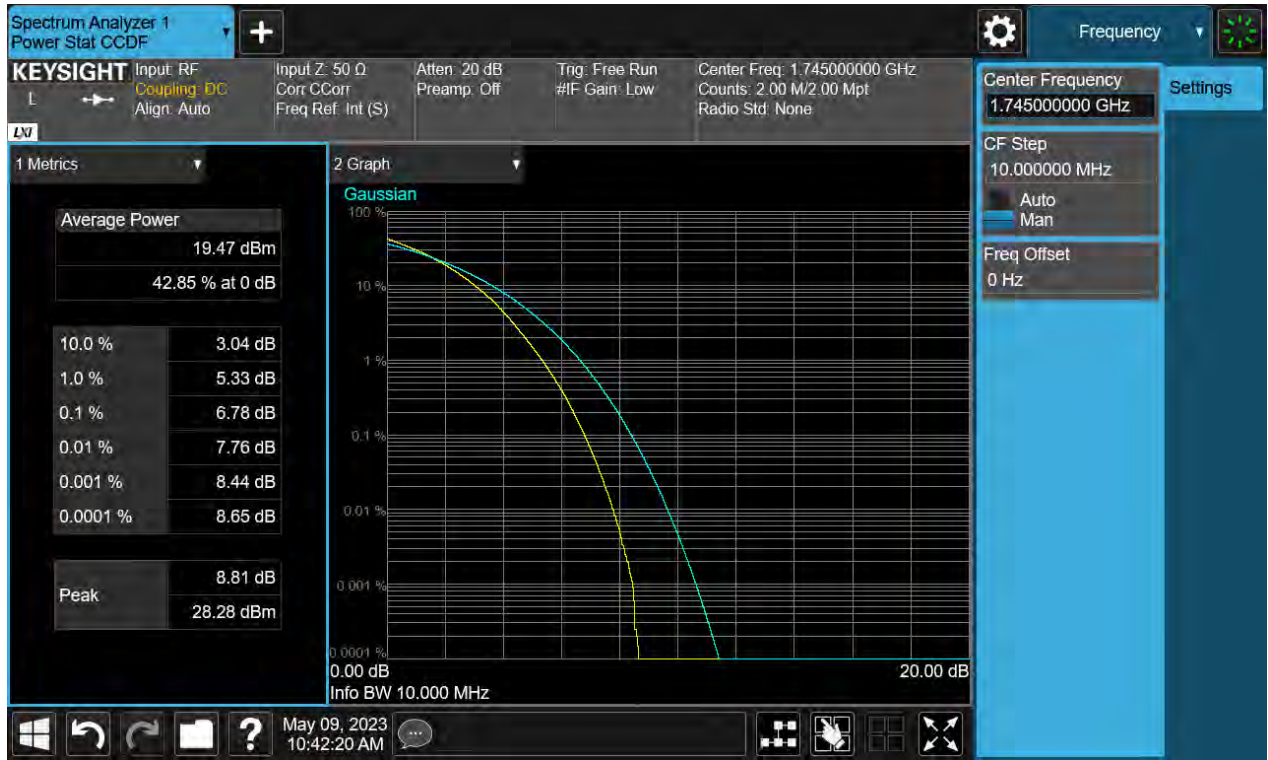 Spectrum Analyzer 1
Power Stat CCDF
Frequency
KEYSIGHT
L
LXI
Input: RF
Coupling: DC
Align: Auto
Input Z: 50 Ω
Corr CCorr
Freq Ref: Int (S)
Atten: 20 dB
Preamp: Off
Trig: Free Run
#IF Gain: Low
Center Freq: 1.745000000 GHz
Counts: 2.00 M/2.00 Mpt
Radio Std: None
Center Frequency
1.745000000 GHz
Settings
CF Step
10.000000 MHz
Auto
Man
Freq Offset
0 Hz
1 Metrics
Average Power
19.47 dBm
42.85 % at 0 dB
10.0 % 3.04 dB
1.0 % 5.33 dB
0.1 % 6.78 dB
0.01 % 7.76 dB
0.001 % 8.44 dB
0.0001 % 8.65 dB
Peak
8.81 dB
28.28 dBm
2 Graph
Gaussian
100 %
10 %
1 %
0.1 %
0.01 %
0.001 %
0.0001 %
0.00 dB 20.00 dB
Info BW 10.000 MHz
May 09, 2023
10:42:20 AM